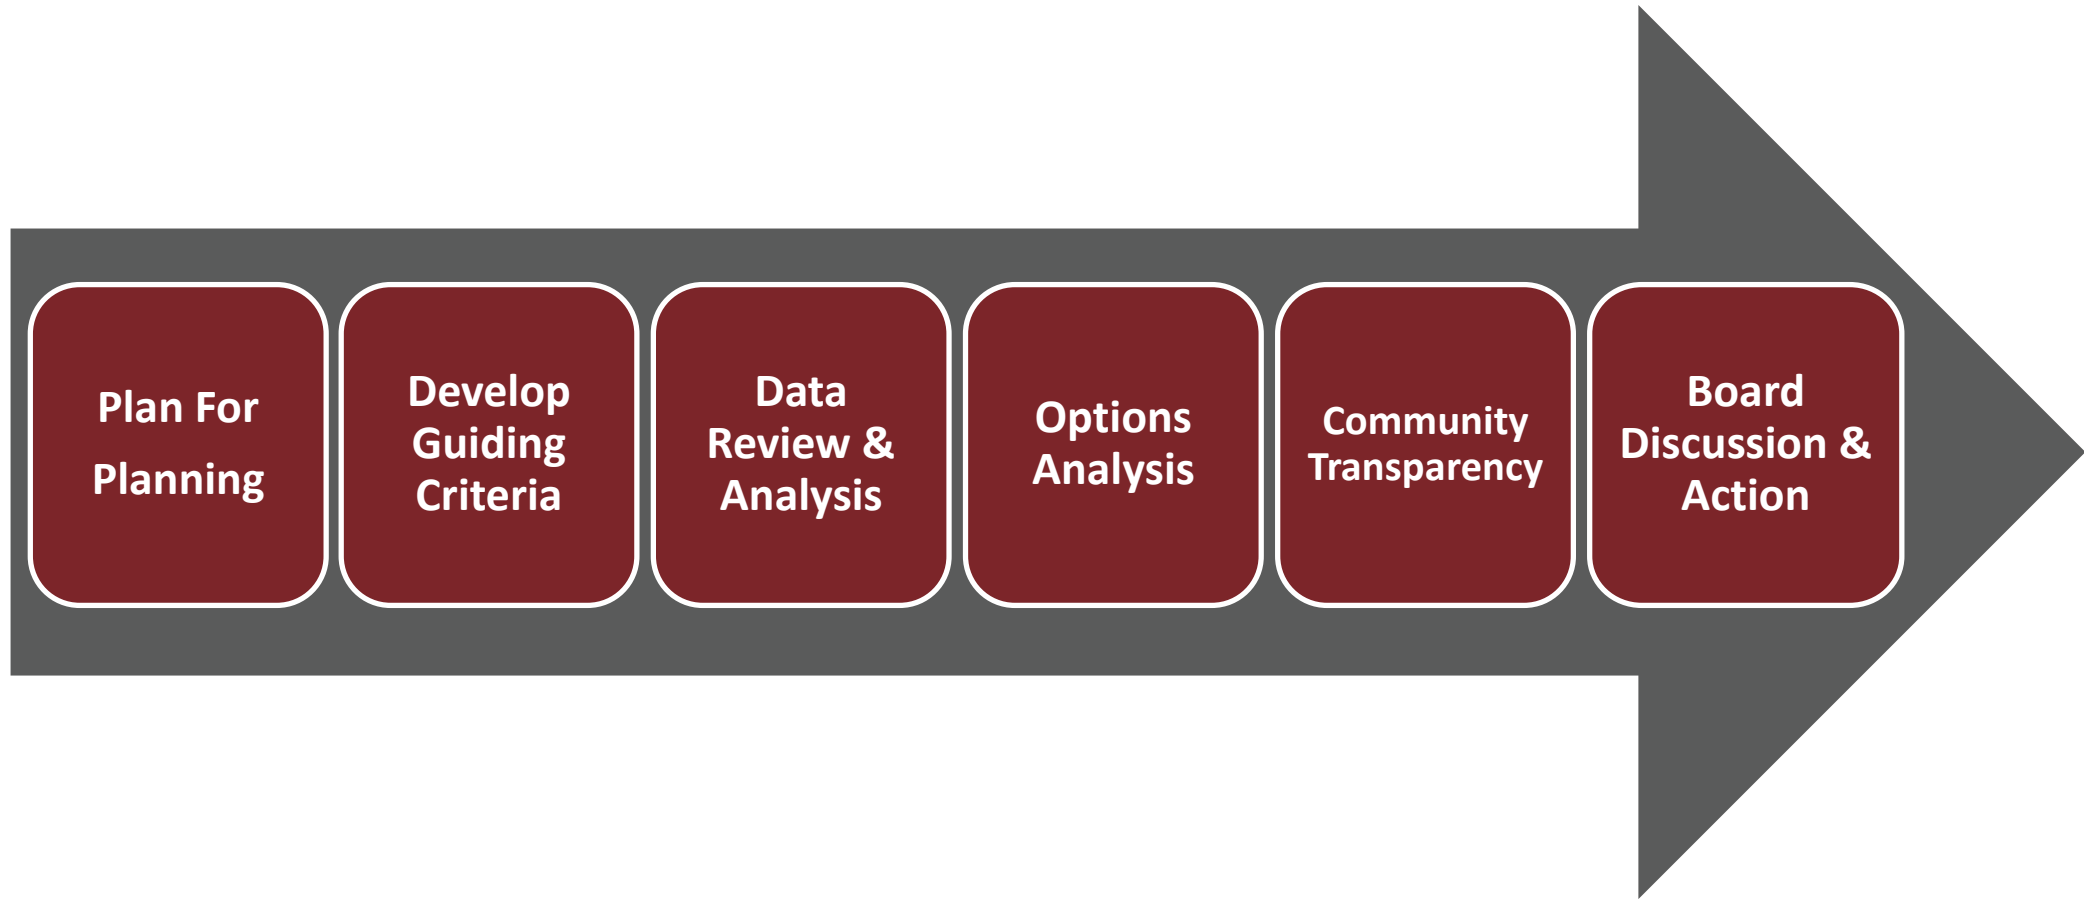 Plan For
Planning
Develop
Guiding
Criteria
Data
Review &
Analysis
Options
Analysis
Community
Transparency
Board
Discussion &
Action